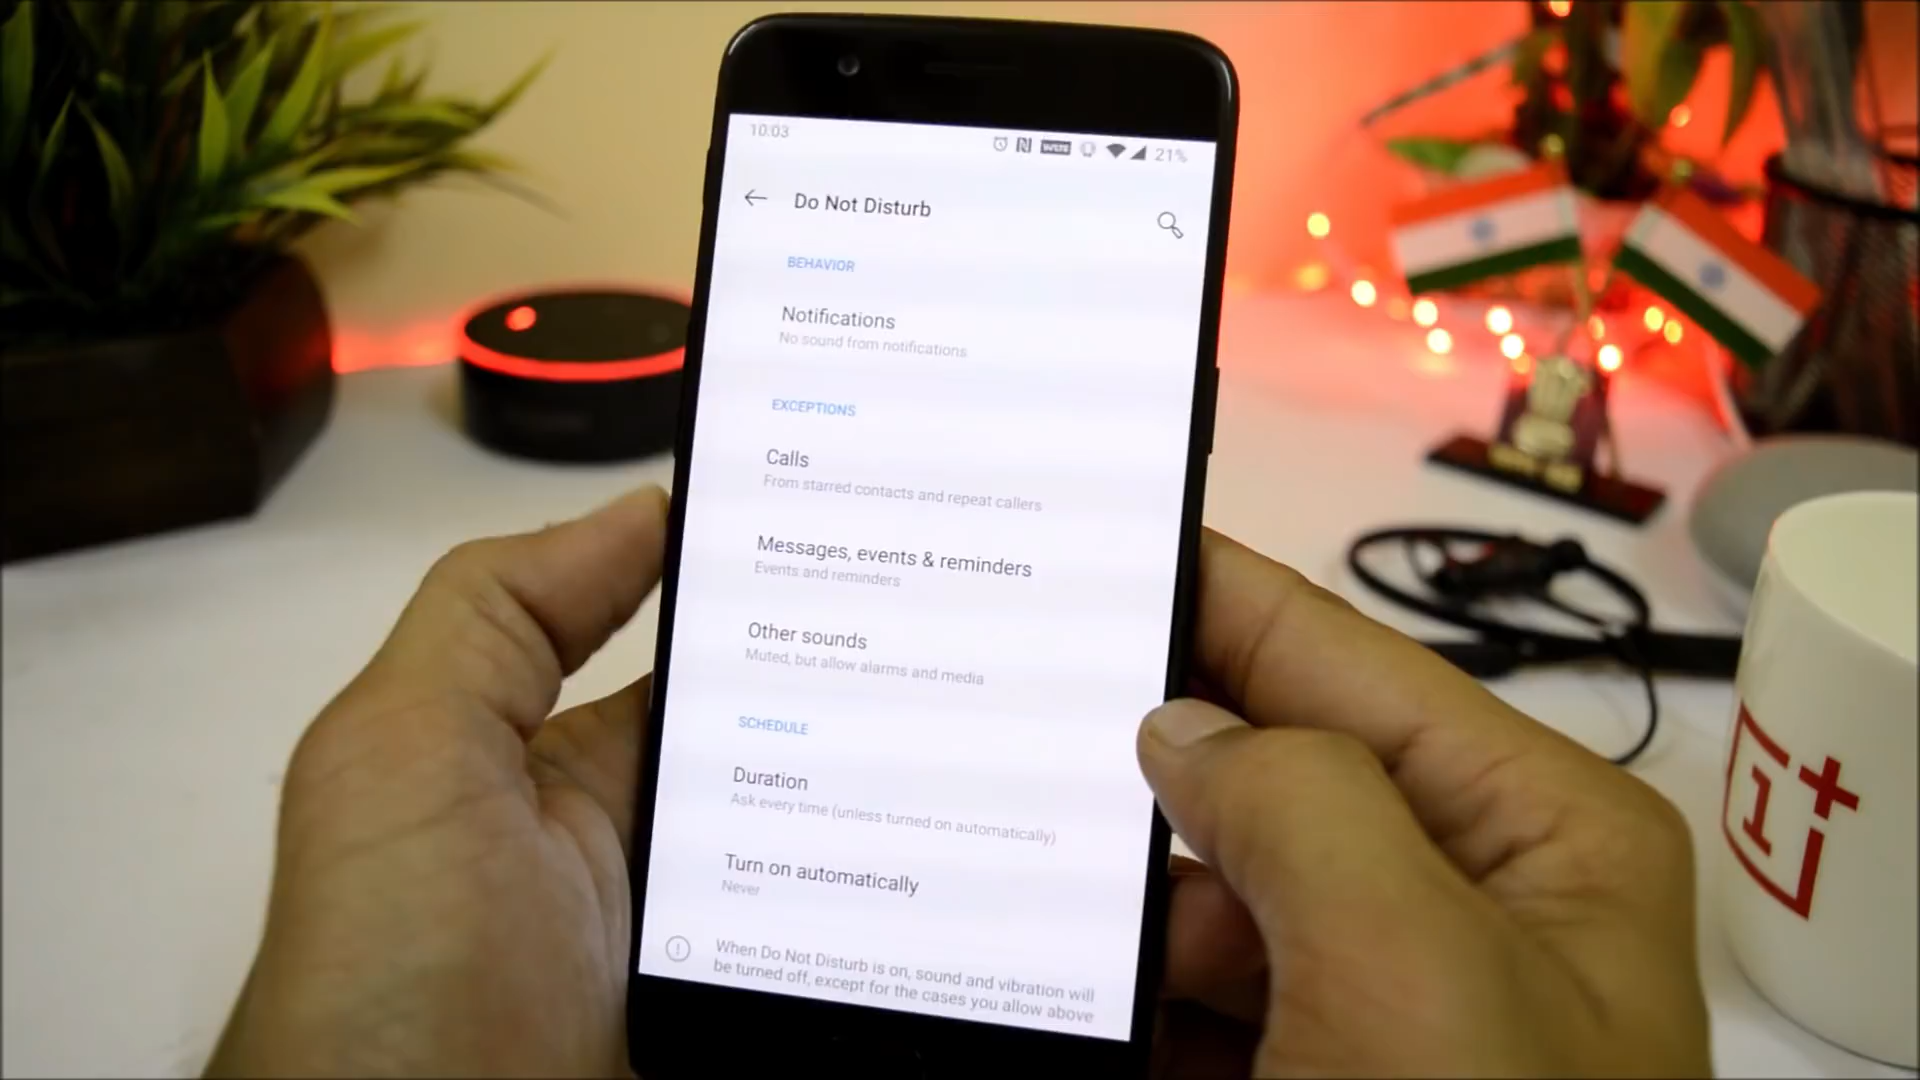 10:03
VoLTE
21%
Do Not Disturb
BEHAVIOR
Notifications
No sound from notifications
EXCEPTIONS
Calls
From starred contacts and repeat callers
Messages, events & reminders
Events and reminders
Other sounds
Muted, but allow alarms and media
SCHEDULE
Duration
Ask every time (unless turned on automatically)
Turn on automatically
Never
When Do Not Disturb is on, sound and vibration will
be turned off, except for the cases you allow above
1+